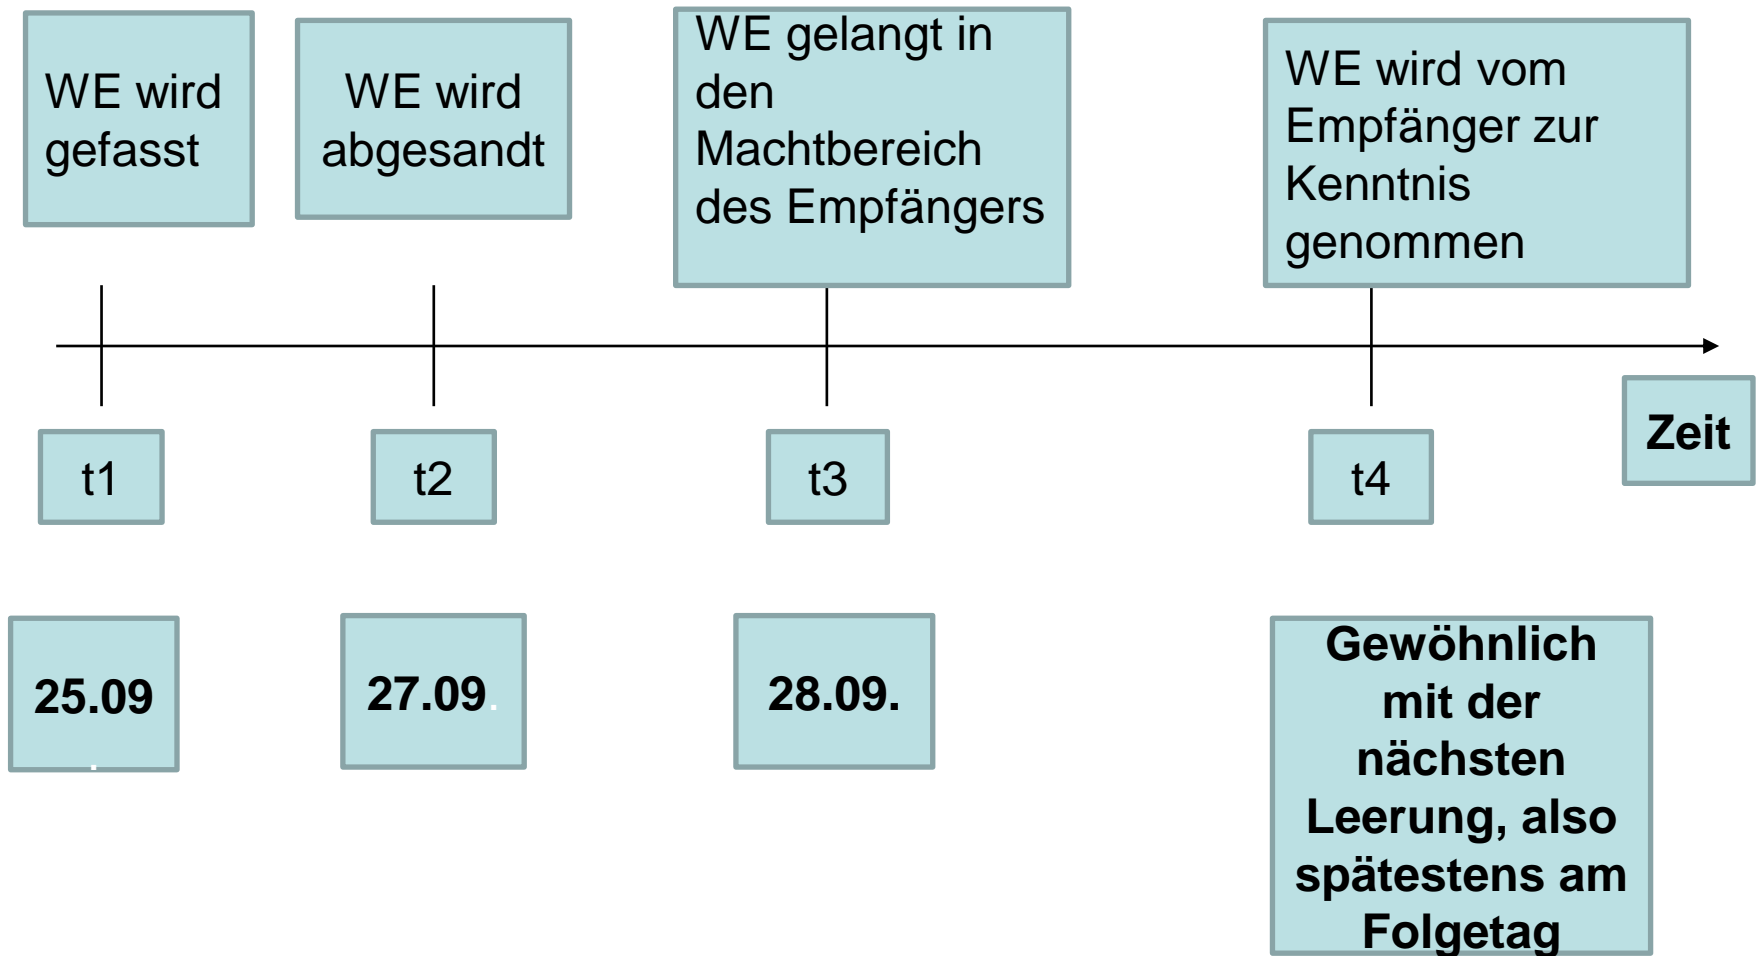 WE wird
gefasst
WE wird
abgesandt
WE gelangt in
den
Machtbereich
des Empfängers
WE wird vom
Empfänger zur
Kenntnis
genommen
Zeit
t1
t2
t3
t4
25.09
.
27.09.
28.09.
Gewöhnlich
mit der
nächsten
Leerung, also
spätestens am
Folgetag